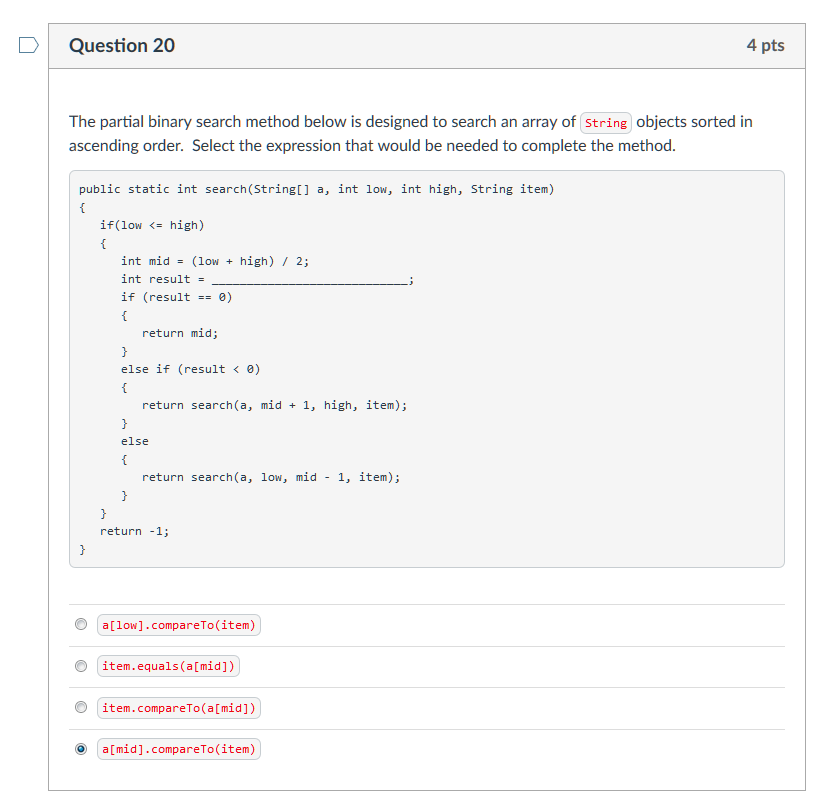 Question 20
4 pts
The partial binary search method below is designed to search an array of String objects sorted in
ascending order. Select the expression that would be needed to complete the method.
public static int search(String[] a, int low, int high, String item)
{
if(low <= high)
{
int mid = (low + high) / 2;
int result = ____________________________;
if (result == 0)
{
return mid;
}
else if (result < 0)
{
return search(a, mid + 1, high, item);
}
else
{
return search(a, low, mid - 1, item);
}
}
return -1;
}
a[low].compareTo(item)
item.equals(a[mid])
item.compareTo(a[mid])
a[mid].compareTo(item)